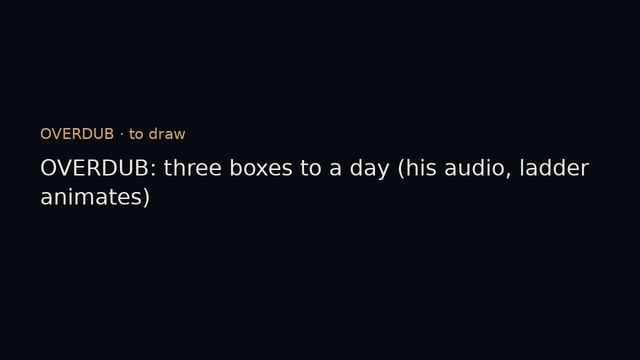 OVERDUB · to draw
OVERDUB: three boxes to a day (his audio, ladder
animates)